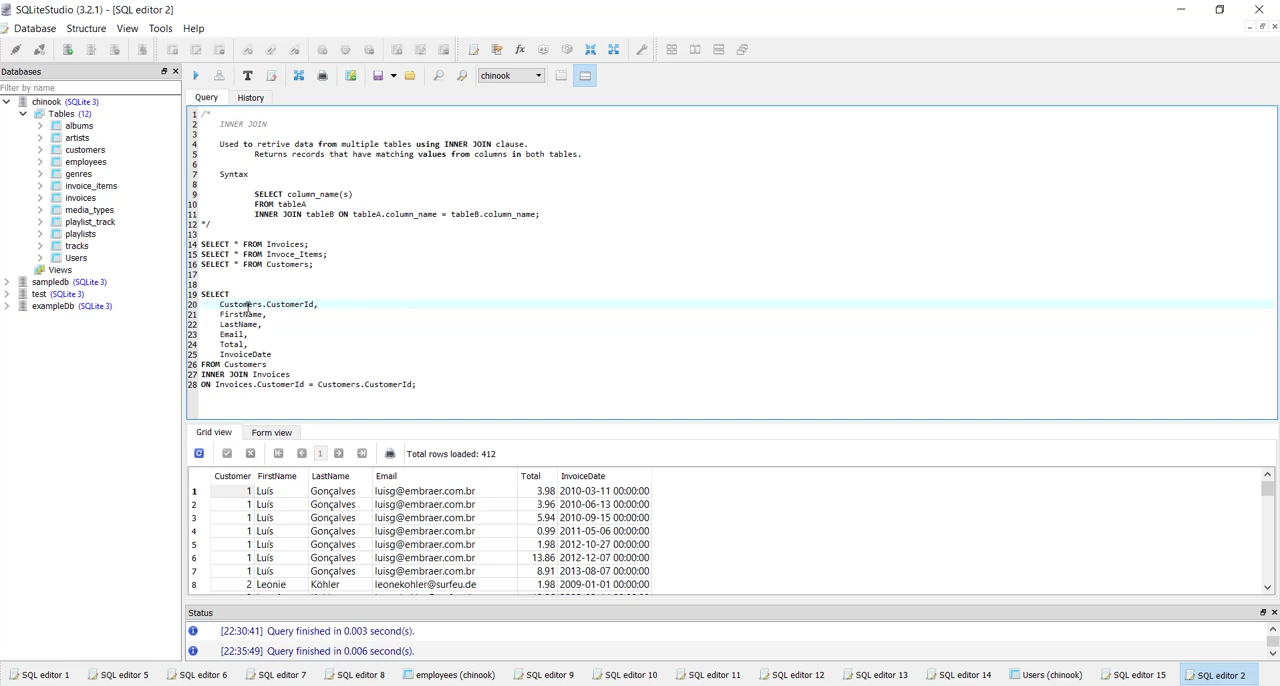 SQLiteStudio (3.2.1) - [SQL editor 2]
Database Structure View Tools Help
Databases
Filter by name
chinook (SQLite 3)
Tables (12)
albums
artists
customers
employees
genres
invoice_items
invoices
media_types
playlist_track
playlists
tracks
Users
Views
sampledb (SQLite 3)
test (SQLite 3)
exampleDb (SQLite 3)
chinook
Query History
1 /*
2 INNER JOIN
3
4 Used to retrive data from multiple tables using INNER JOIN clause.
5 Returns records that have matching values from columns in both tables.
6
7 Syntax
8
9 SELECT column_name(s)
10 FROM tableA
11 INNER JOIN tableB ON tableA.column_name = tableB.column_name;
12 */
13
14 SELECT * FROM Invoices;
15 SELECT * FROM Invoce_Items;
16 SELECT * FROM Customers;
17
18
19 SELECT
20 Customers.CustomerId,
21 FirstName,
22 LastName,
23 Email,
24 Total,
25 InvoiceDate
26 FROM Customers
27 INNER JOIN Invoices
28 ON Invoices.CustomerId = Customers.CustomerId;
Grid view Form view
1 Total rows loaded: 412
Customer FirstName LastName Email Total InvoiceDate
1 1 Luís Gonçalves luisg@embraer.com.br 3.98 2010-03-11 00:00:00
2 1 Luís Gonçalves luisg@embraer.com.br 3.96 2010-06-13 00:00:00
3 1 Luís Gonçalves luisg@embraer.com.br 5.94 2010-09-15 00:00:00
4 1 Luís Gonçalves luisg@embraer.com.br 0.99 2011-05-06 00:00:00
5 1 Luís Gonçalves luisg@embraer.com.br 1.98 2012-10-27 00:00:00
6 1 Luís Gonçalves luisg@embraer.com.br 13.86 2012-12-07 00:00:00
7 1 Luís Gonçalves luisg@embraer.com.br 8.91 2013-08-07 00:00:00
8 2 Leonie Köhler leonekohler@surfeu.de 1.98 2009-01-01 00:00:00
Status
[22:30:41] Query finished in 0.003 second(s).
[22:35:49] Query finished in 0.006 second(s).
SQL editor 1 SQL editor 5 SQL editor 6 SQL editor 7 SQL editor 8 employees (chinook) SQL editor 9 SQL editor 10 SQL editor 11 SQL editor 12 SQL editor 13 SQL editor 14 Users (chinook) SQL editor 15 SQL editor 2